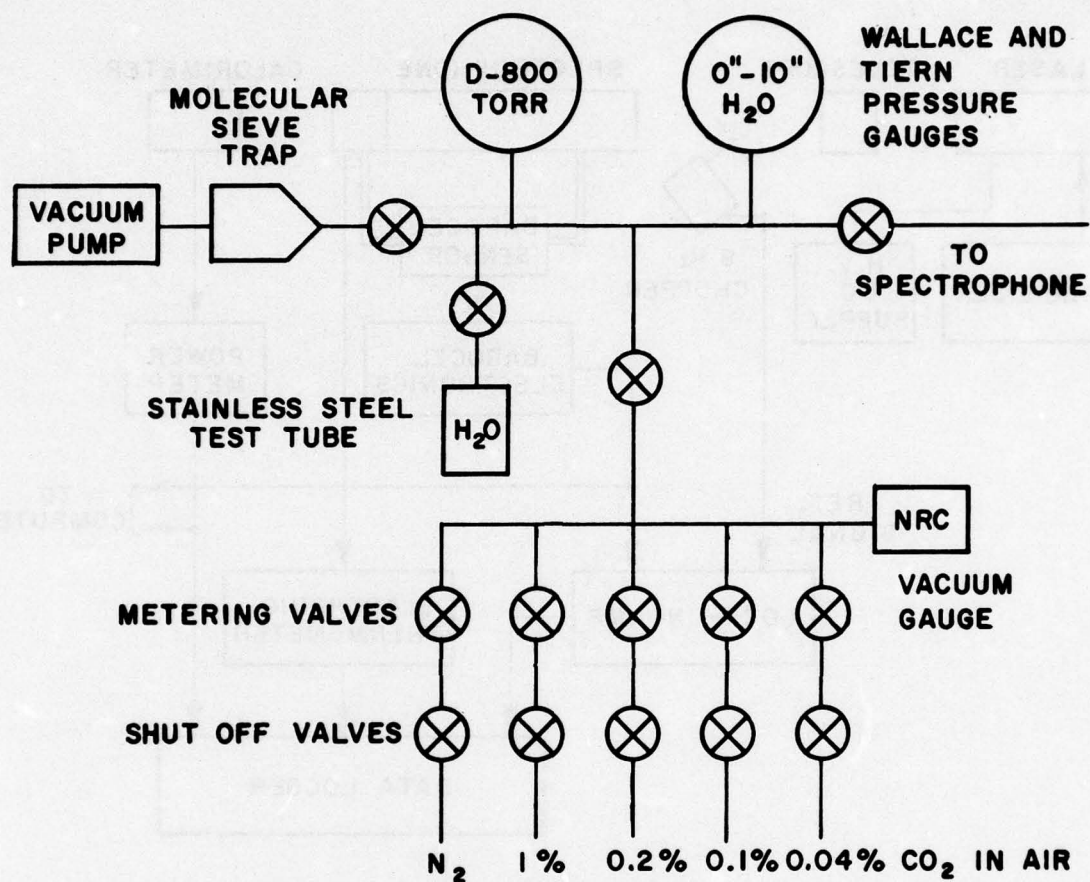 WALLACE AND
TIERN
PRESSURE
GAUGES
D-800
TORR
0"-10"
H₂O
MOLECULAR
SIEVE
TRAP
VACUUM
PUMP
TO
SPECTROPHONE
STAINLESS STEEL
TEST TUBE
H₂O
NRC
VACUUM
GAUGE
METERING VALVES
SHUT OFF VALVES
N₂ 1% 0.2% 0.1% 0.04% CO₂ IN AIR